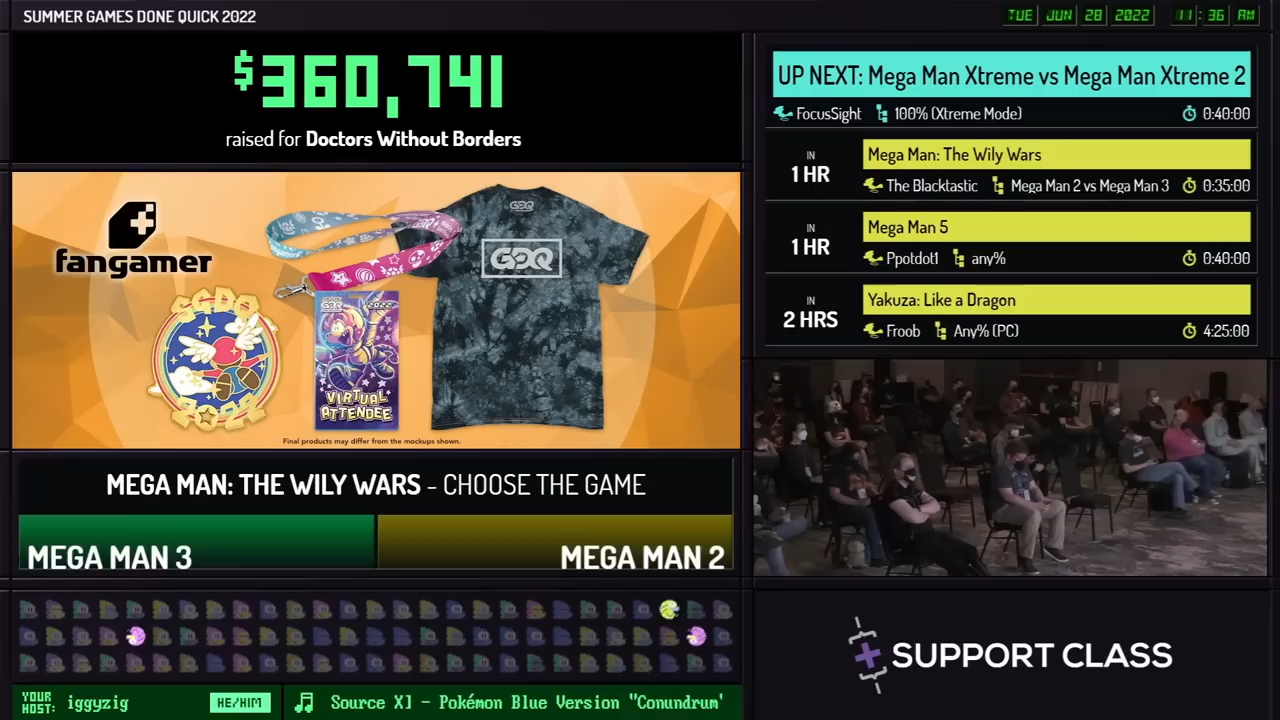 SUMMER GAMES DONE QUICK 2022
TUE JUN 28 2022 11:36 AM
$360,741
raised for Doctors Without Borders
fangamer
SGDQ
2022
GDQ
2022
VIRTUAL
ATTENDEE
GDQ
GDQ
Final products may differ from the mockups shown.
MEGA MAN: THE WILY WARS - CHOOSE THE GAME
MEGA MAN 3
MEGA MAN 2
UP NEXT: Mega Man Xtreme vs Mega Man Xtreme 2
FocusSight 100% (Xtreme Mode) 0:40:00
IN
1 HR
Mega Man: The Wily Wars
The Blacktastic Mega Man 2 vs Mega Man 3 0:35:00
IN
1 HR
Mega Man 5
Ppotdot1 any% 0:40:00
IN
2 HRS
Yakuza: Like a Dragon
Froob Any% (PC) 4:25:00
SUPPORT CLASS
YOUR
HOST: iggyzig HE/HIM
Source X] - Pokémon Blue Version "Conundrum'